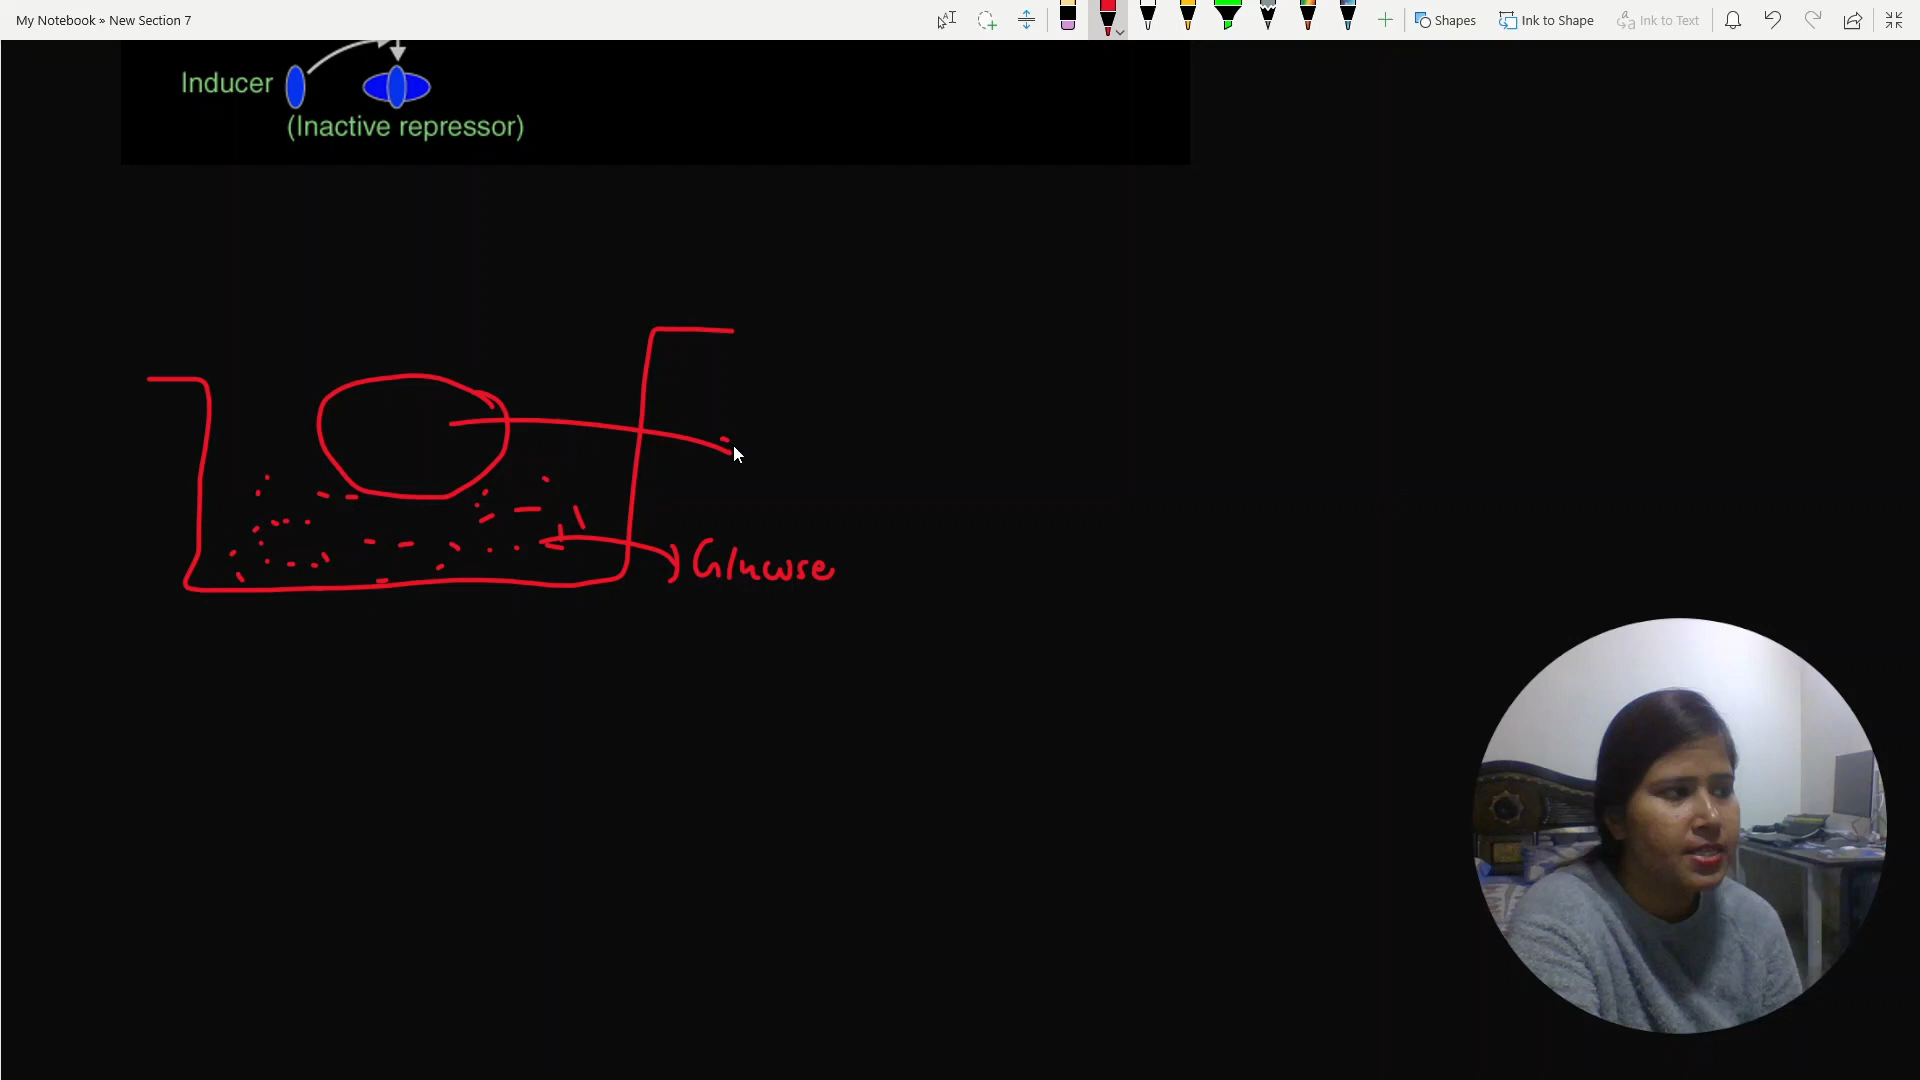 My Notebook » New Section 7
Shapes
Ink to Shape
Ink to Text
Inducer
(Inactive repressor)
Glucose